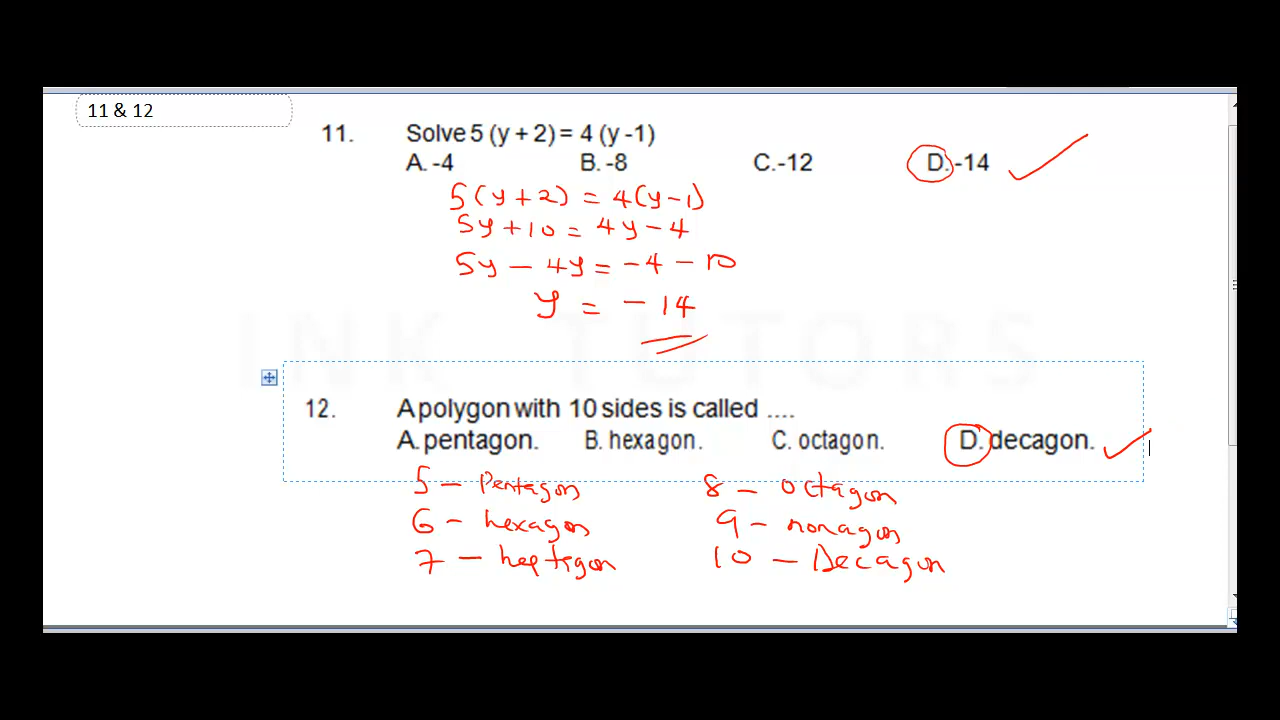 11 & 12
11. Solve 5 (y + 2) = 4 (y -1)
A. -4 B. -8 C.-12 D.-14
5(y+2) = 4(y-1)
5y+10 = 4y-4
5y - 4y = -4 - 10
y = -14
INK TUTORS
12. A polygon with 10 sides is called ....
A. pentagon. B. hexagon. C. octagon. D. decagon.
5 - Pentagon 8 - octagon
6 - hexagon 9 - nonagon
7 - heptagon 10 - Decagon